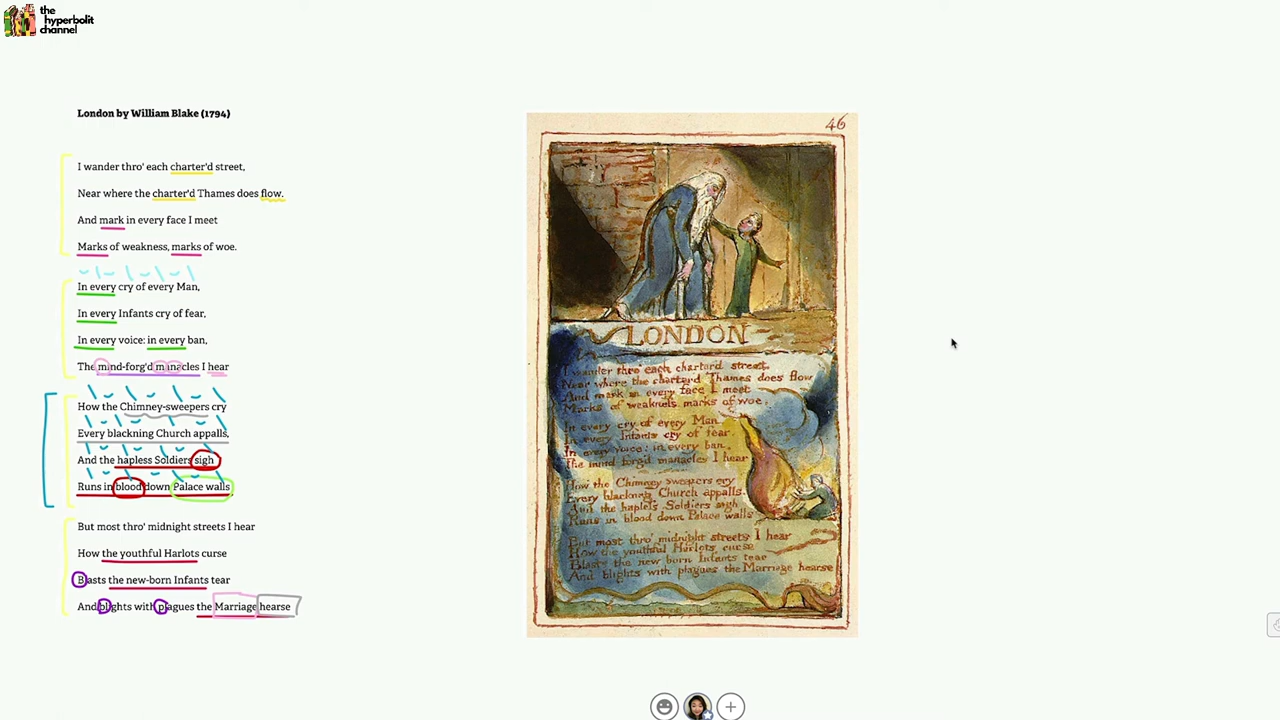 the
hyperbolit
channel
London by William Blake (1794)
I wander thro' each charter'd street,
Near where the charter'd Thames does flow.
And mark in every face I meet
Marks of weakness, marks of woe.
In every cry of every Man,
In every Infants cry of fear,
In every voice: in every ban,
The mind-forg'd manacles I hear
How the Chimney-sweepers cry
Every blackning Church appalls,
And the hapless Soldiers sigh
Runs in blood down Palace walls
But most thro' midnight streets I hear
How the youthful Harlots curse
Blasts the new-born Infants tear
And blights with plagues the Marriage hearse
46
LONDON
I wander thro' each charterd street,
Near where the charterd Thames does flow
And mark in every face I meet
Marks of weakness marks of woe.
In every cry of every Man
In every Infants cry of fear.
In every voice; in every ban.
The mind forg'd manacles I hear
How the Chimney sweepers cry
Every blackning Church appalls.
And the hapless Soldiers sigh
Runs in blood down Palace walls
But most thro' midnight streets I hear
How the youthful Harlots curse
Blasts the new born Infants tear
And blights with plagues the Marriage hearse